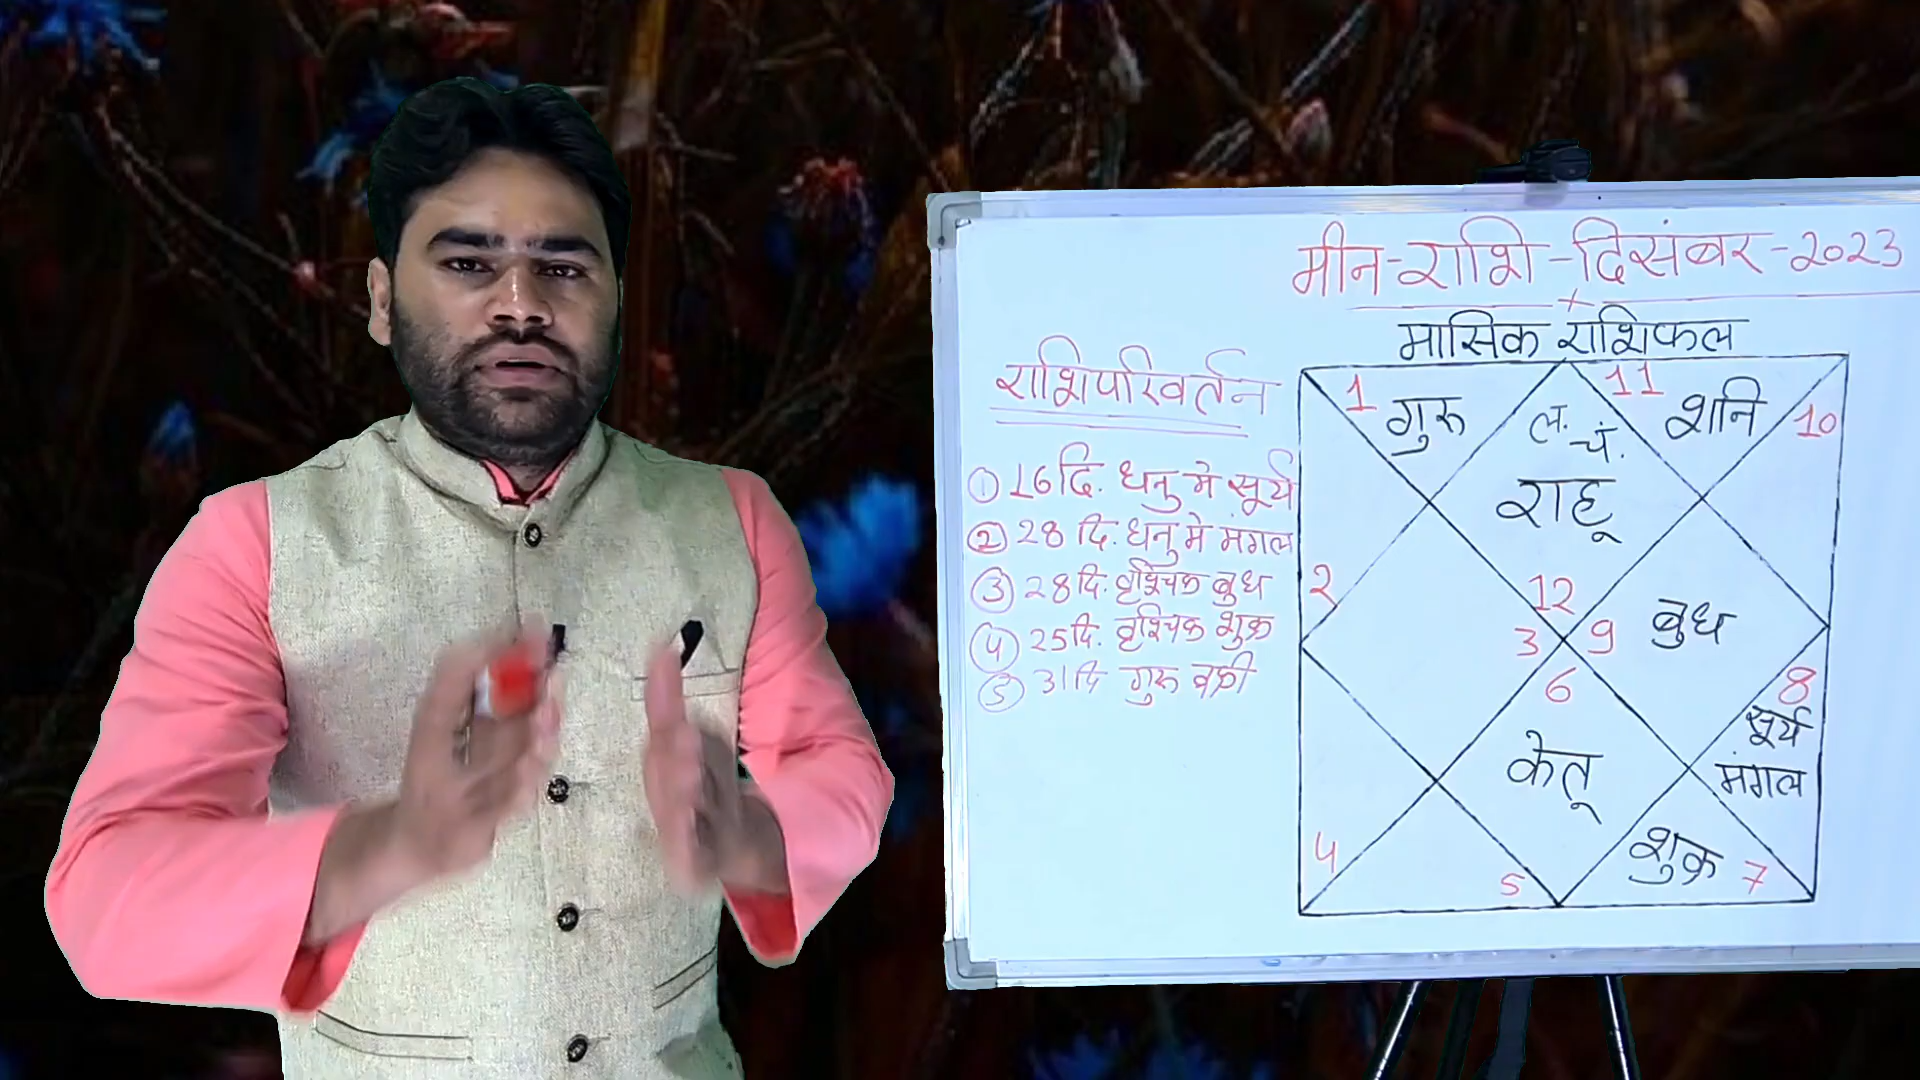 मीन-राशि-दिसंबर-2023
मासिक राशिफल
राशिपरिवर्तन
① 16 दि. धनु मे सूर्य
② 28 दि. धनु मे मंगल
③ 28 दि. वृश्चिक बुध
④ 25 दि. वृश्चिक शुक्र
⑤ 31 दि गुरु वक्री
1 गुरु
ल. चं.
राहू
12
11 शनि
10
2
3
9 बुध
6
केतू
8
सूर्य
मंगल
4
5
शुक्र 7